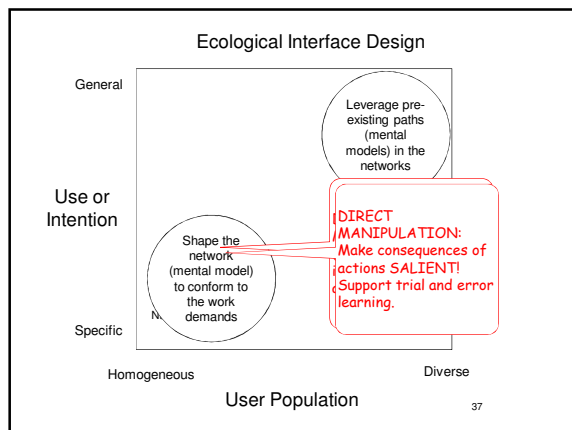 Ecological Interface Design
General
Leverage pre-
existing paths
(mental
models) in the
networks
Use or
Intention
DIRECT
MANIPULATION:
Make consequences of
actions SALIENT!
Support trial and error
learning.
Shape the
network
(mental model)
to conform to
the work
demands
Specific
Homogeneous
Diverse
User Population
37